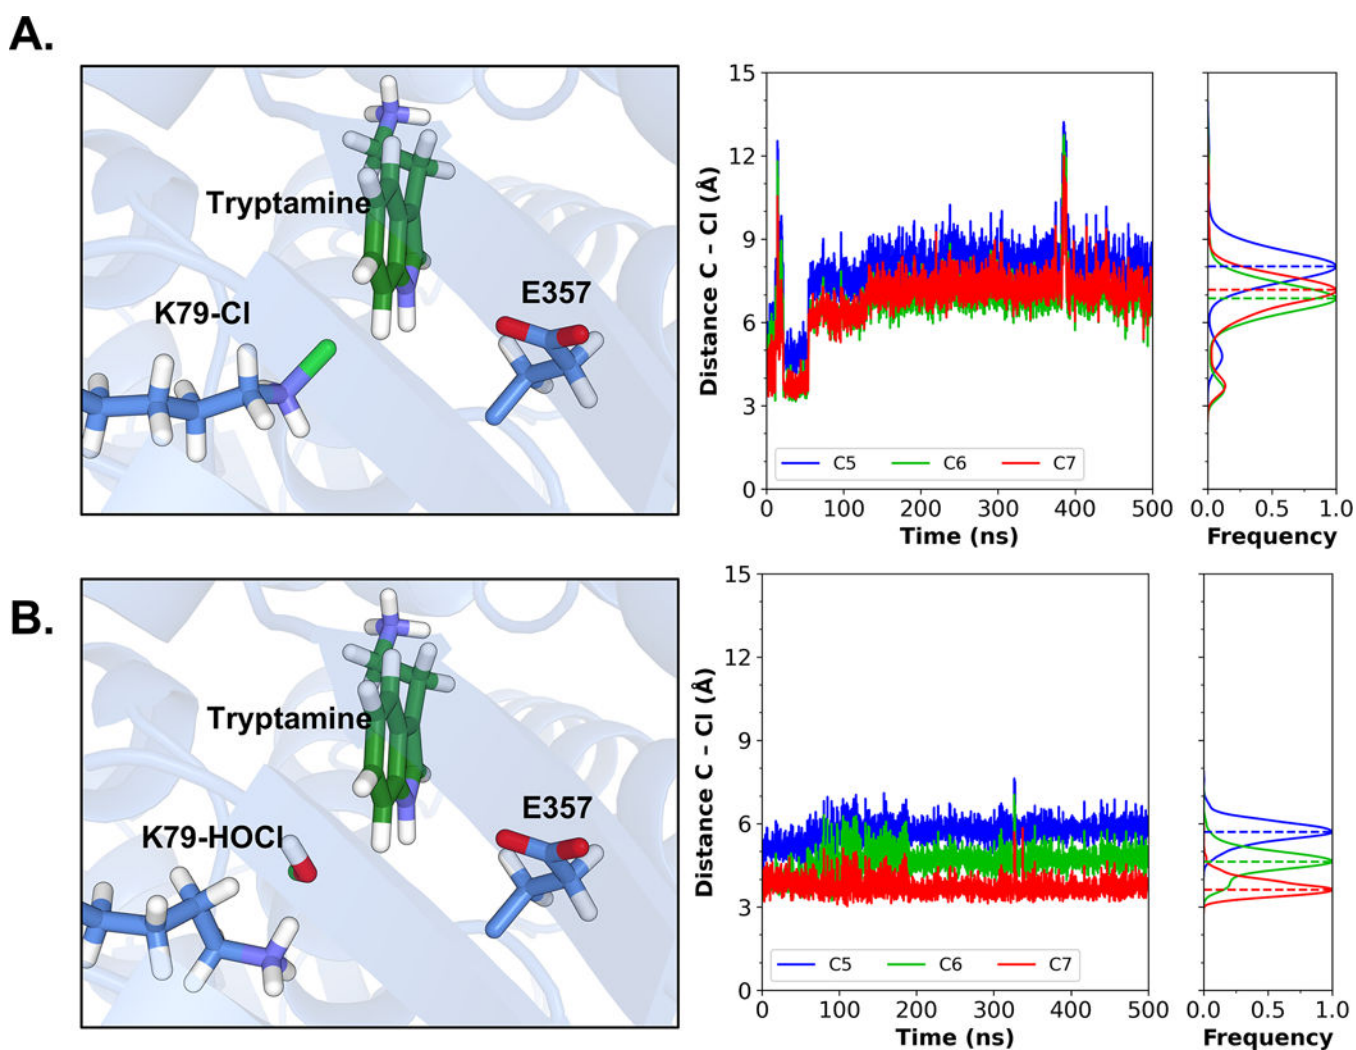 A.
Tryptamine
E357
K79-Cl
Distance C – Cl (Å)
15
12
9
6
3
0
C5 C6 C7
0 100 200 300 400 500
Time (ns)
0.0 0.5 1.0
Frequency
B.
Tryptamine
E357
K79-HOCl
Distance C – Cl (Å)
15
12
9
6
3
0
C5 C6 C7
0 100 200 300 400 500
Time (ns)
0.0 0.5 1.0
Frequency